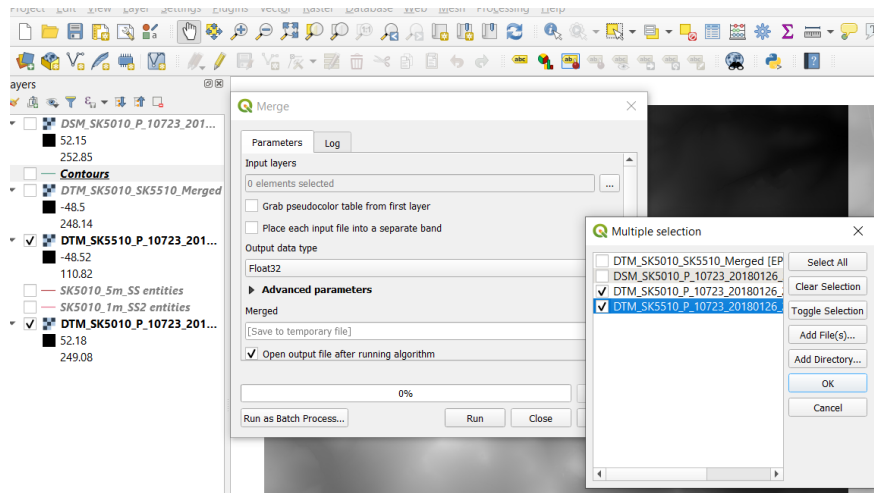 Project Edit View Layer Settings Plugins Vector Raster Database Web Mesh Processing Help
abc
abc
ayers
DSM_SK5010_P_10723_201...
52.15
252.85
Contours
DTM_SK5010_SK5510_Merged
-48.5
248.14
DTM_SK5510_P_10723_201...
-48.52
110.82
SK5010_5m_SS entities
SK5010_1m_SS2 entities
DTM_SK5010_P_10723_201...
52.18
249.08
Merge
Parameters
Log
Input layers
0 elements selected
...
Grab pseudocolor table from first layer
Place each input file into a separate band
Output data type
Float32
Advanced parameters
Merged
[Save to temporary file]
Open output file after running algorithm
0%
Run as Batch Process...
Run
Close
Multiple selection
DTM_SK5010_SK5510_Merged [EP
DSM_SK5010_P_10723_20180126_
DTM_SK5010_P_10723_20180126_
DTM_SK5510_P_10723_20180126_
Select All
Clear Selection
Toggle Selection
Add File(s)...
Add Directory...
OK
Cancel